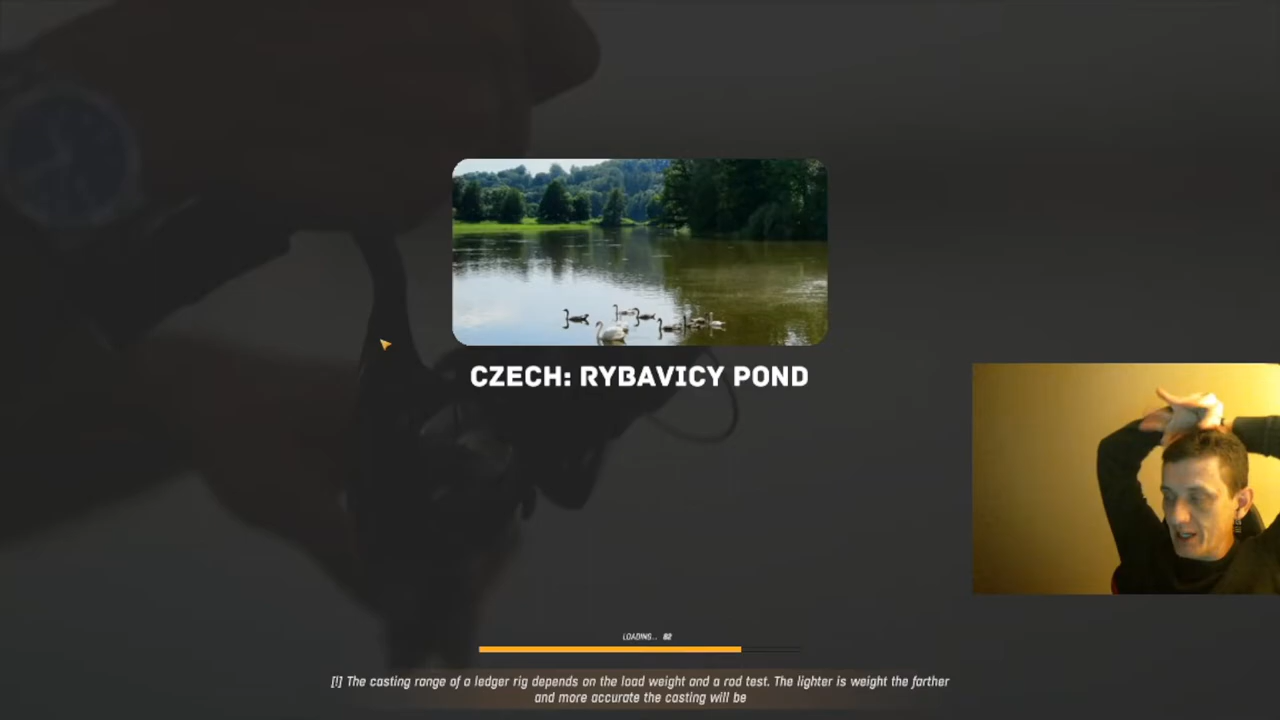 CZECH: RYBAVICY POND
LOADING... 82
[!] The casting range of a ledger rig depends on the load weight and a rod test. The lighter is weight the farther
and more accurate the casting will be